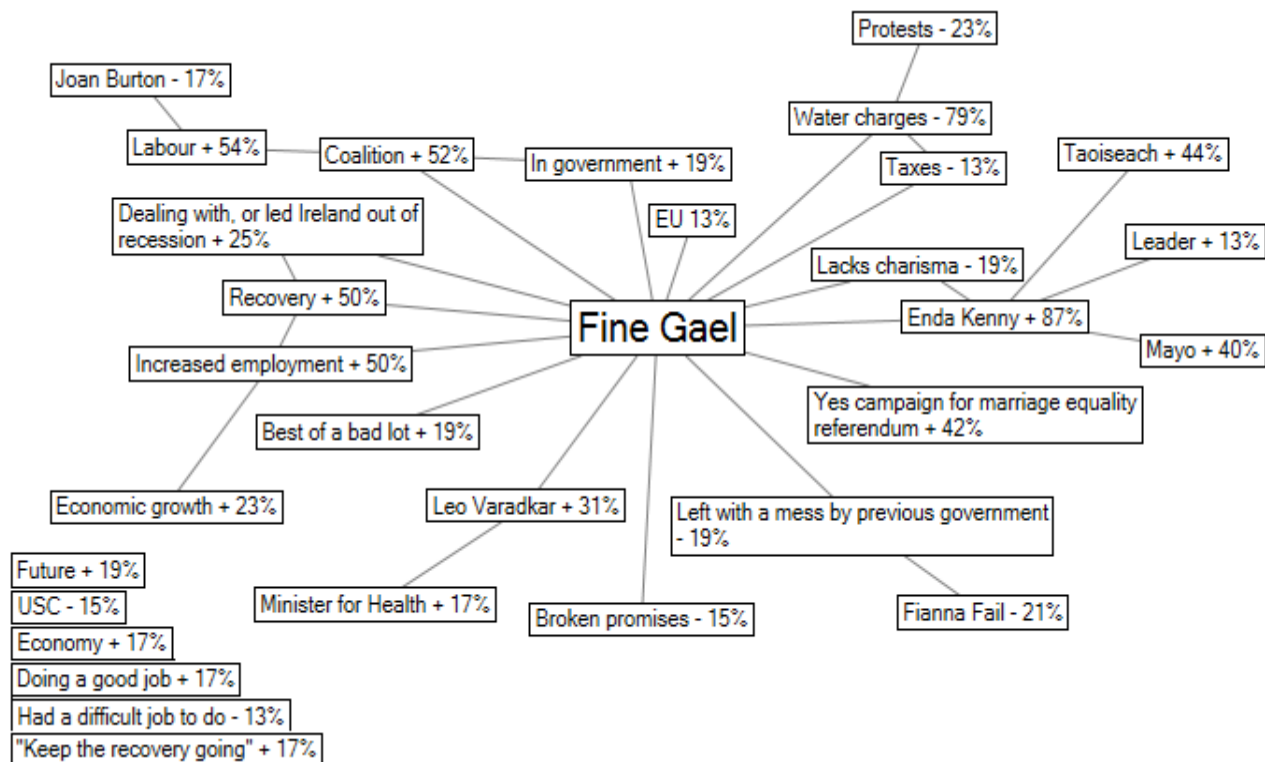 Protests - 23%
Joan Burton - 17%
Water charges - 79%
Labour + 54%
Coalition + 52%
In government + 19%
Taxes - 13%
Taoiseach + 44%
Dealing with, or led Ireland out of
recession + 25%
EU 13%
Leader + 13%
Lacks charisma - 19%
Recovery + 50%
Fine Gael
Enda Kenny + 87%
Mayo + 40%
Increased employment + 50%
Yes campaign for marriage equality
referendum + 42%
Best of a bad lot + 19%
Economic growth + 23%
Leo Varadkar + 31%
Left with a mess by previous government
- 19%
Minister for Health + 17%
Broken promises - 15%
Fianna Fail - 21%
Future + 19%
USC - 15%
Economy + 17%
Doing a good job + 17%
Had a difficult job to do - 13%
"Keep the recovery going" + 17%